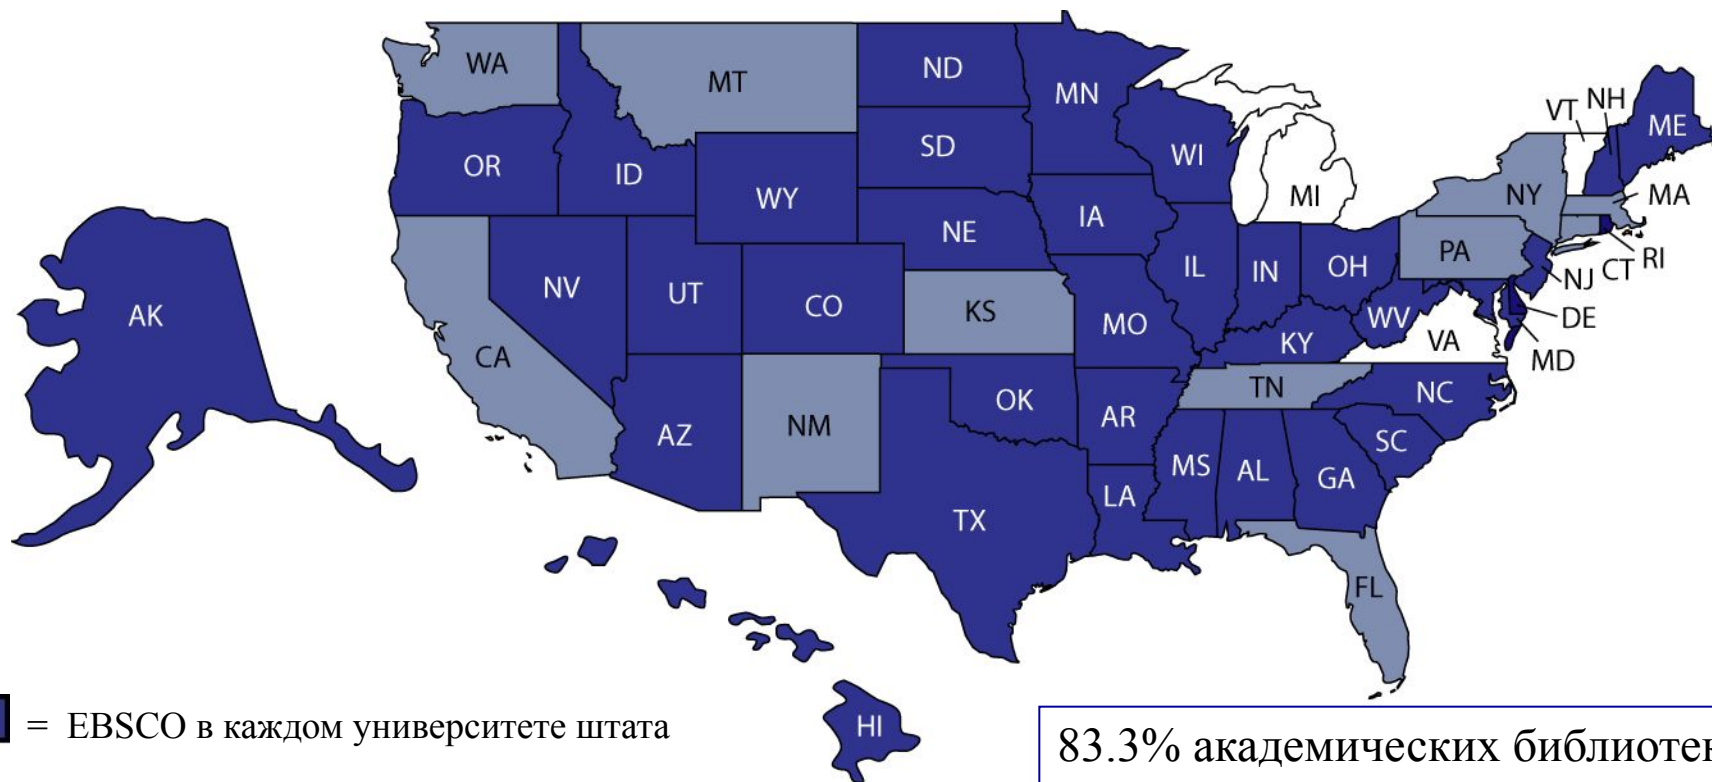 WA
MT
ND
MN
VT NH
ME
OR
ID
SD
WI
WY
MI
NY
MA
IA
NE
PA
AK
NV
UT
CO
KS
IL
IN
OH
NJ CT RI
MO
WV
DE
CA
KY
VA
MD
TN
NC
NM
AZ
OK
AR
SC
MS
AL
GA
LA
TX
FL
HI
= EBSCO в каждом университете штата
83.3% академических